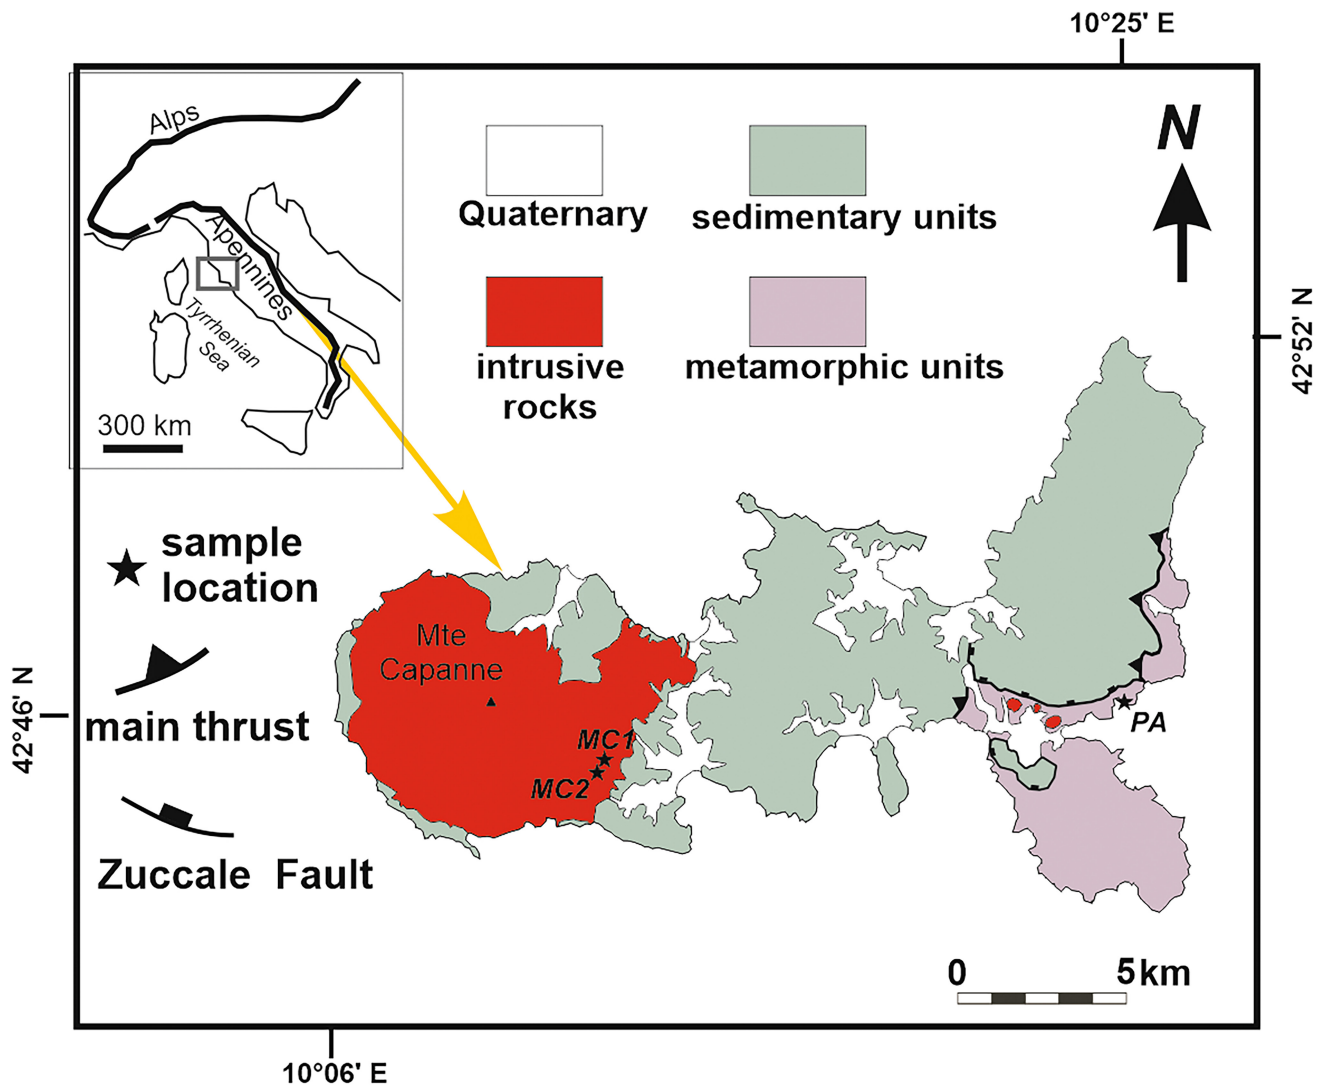 10°25' E
Alps
Apennines
Tyrrhenian
Sea
300 km
Quaternary
sedimentary units
intrusive
rocks
metamorphic units
N
42°52' N
sample
location
main thrust
Zuccale Fault
42°46' N
Mte
Capanne
MC1
MC2
PA
0 5km
10°06' E